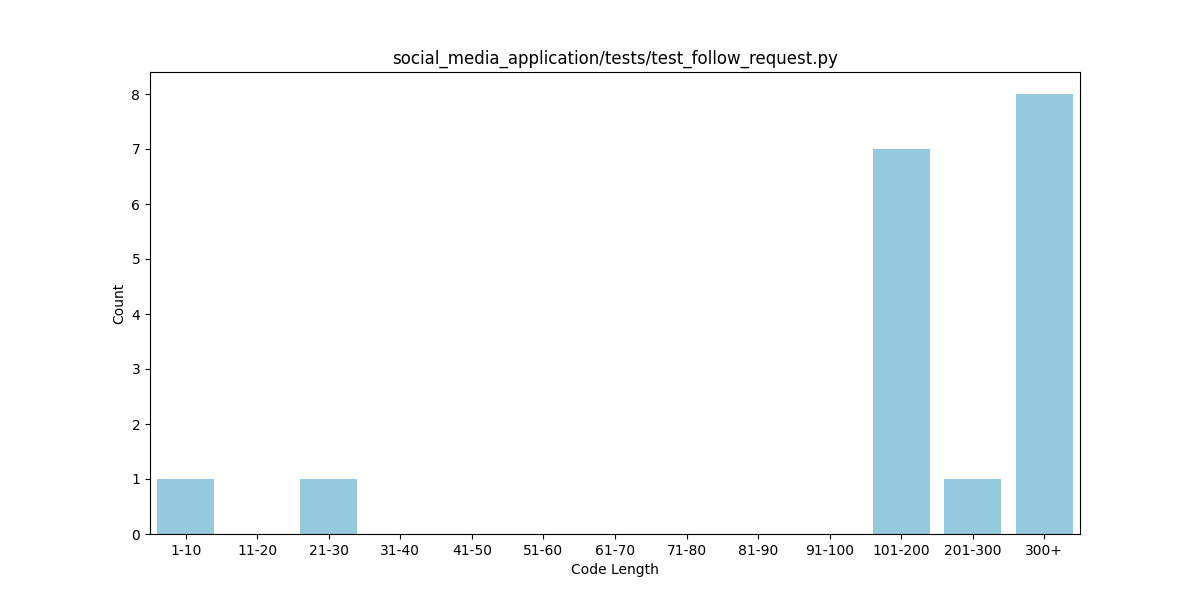 social_media_application/tests/test_follow_request.py
Count
8
7
6
5
4
3
2
1
0
1-10 11-20 21-30 31-40 41-50 51-60 61-70 71-80 81-90 91-100 101-200 201-300 300+
Code Length